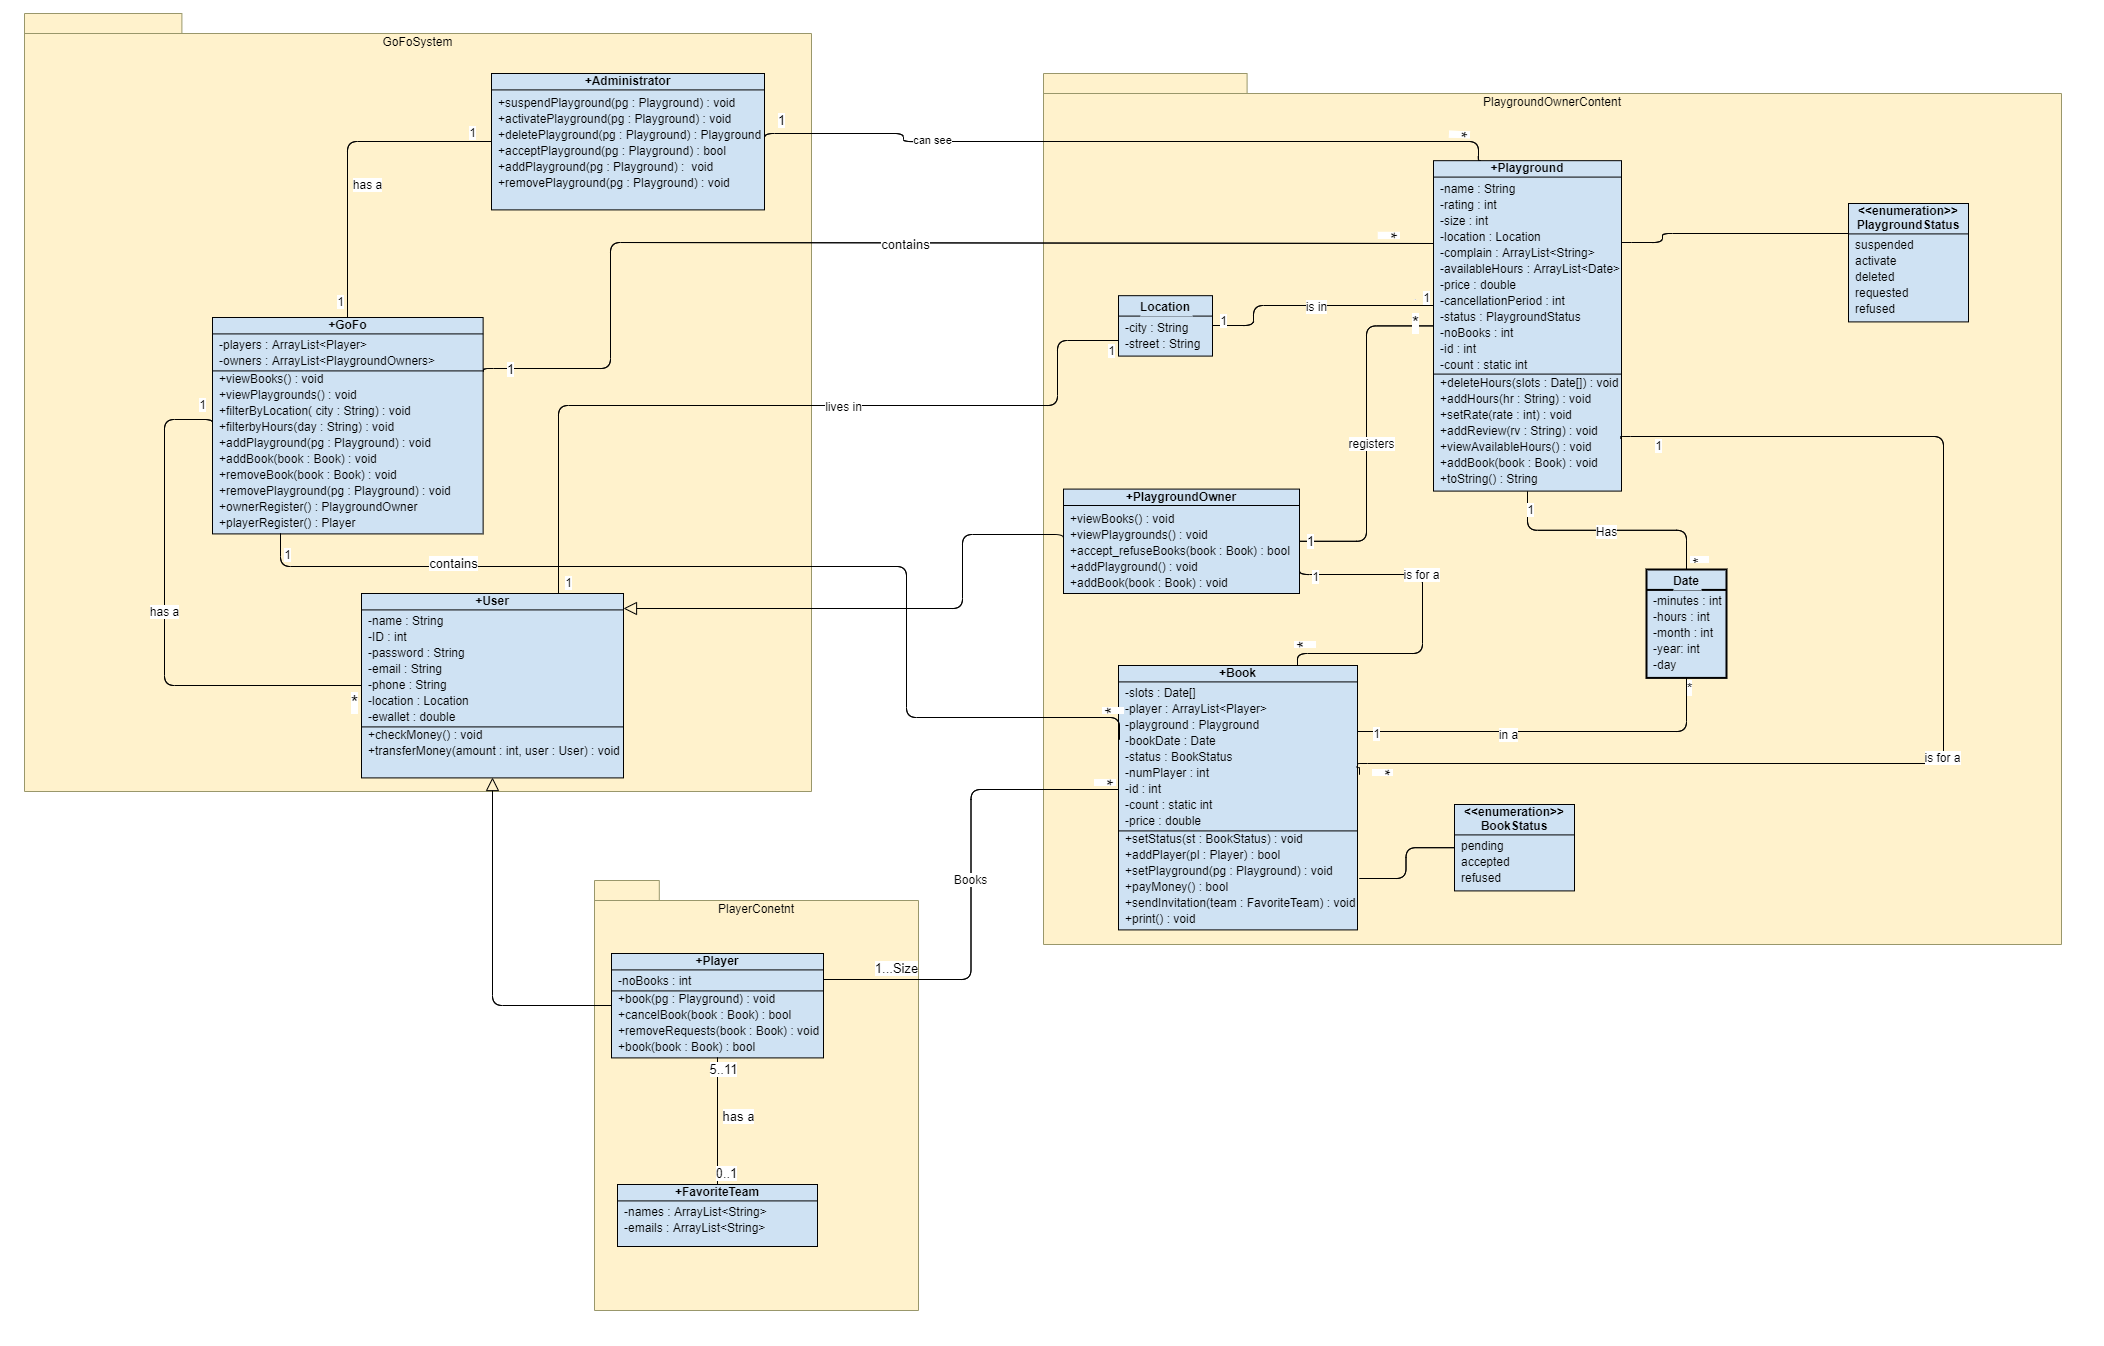 GoFoSystem
+Administrator
+suspendPlayground(pg : Playground) : void
+activatePlayground(pg : Playground) : void
+deletePlayground(pg : Playground) : Playground
+acceptPlayground(pg : Playground) : bool
+addPlayground(pg : Playground) :  void
+removePlayground(pg : Playground) : void
1
1
has a
1
can see
*
+GoFo
-players : ArrayList<Player>
-owners : ArrayList<PlaygroundOwners>
+viewBooks() : void
+viewPlaygrounds() : void
+filterByLocation( city : String) : void
+filterbyHours(day : String) : void
+addPlayground(pg : Playground) : void
+addBook(book : Book) : void
+removeBook(book : Book) : void
+removePlayground(pg : Playground) : void
+ownerRegister() : PlaygroundOwner
+playerRegister() : Player
1
contains
*
1
has a
*
1
contains
*
+User
-name : String
-ID : int
-password : String
-email : String
-phone : String
-location : Location
-ewallet : double
+checkMoney() : void
+transferMoney(amount : int, user : User) : void
1
lives in
1
PlaygroundOwnerContent
+Playground
-name : String
-rating : int
-size : int
-location : Location
-complain : ArrayList<String>
-availableHours : ArrayList<Date>
-price : double
-cancellationPeriod : int
-status : PlaygroundStatus
-noBooks : int
-id : int
-count : static int
+deleteHours(slots : Date[]) : void
+addHours(hr : String) : void
+setRate(rate : int) : void
+addReview(rv : String) : void
+viewAvailableHours() : void
+addBook(book : Book) : void
+toString() : String
<<enumeration>>
PlaygroundStatus
suspended
activate
deleted
requested
refused
Location
-city : String
-street : String
1
is in
1
*
registers
1
+PlaygroundOwner
+viewBooks() : void
+viewPlaygrounds() : void
+accept_refuseBooks(book : Book) : bool
+addPlayground() : void
+addBook(book : Book) : void
1
is for a
*
1
Has
*
Date
-minutes : int
-hours : int
-month : int
-year: int
-day
*
in a
1
1
is for a
*
+Book
-slots : Date[]
-player : ArrayList<Player>
-playground : Playground
-bookDate : Date
-status : BookStatus
-numPlayer : int
-id : int
-count : static int
-price : double
+setStatus(st : BookStatus) : void
+addPlayer(pl : Player) : bool
+setPlayground(pg : Playground) : void
+payMoney() : bool
+sendInvitation(team : FavoriteTeam) : void
+print() : void
<<enumeration>>
BookStatus
pending
accepted
refused
*
Books
1...Size
PlayerConetnt
+Player
-noBooks : int
+book(pg : Playground) : void
+cancelBook(book : Book) : bool
+removeRequests(book : Book) : void
+book(book : Book) : bool
5..11
has a
0..1
+FavoriteTeam
-names : ArrayList<String>
-emails : ArrayList<String>